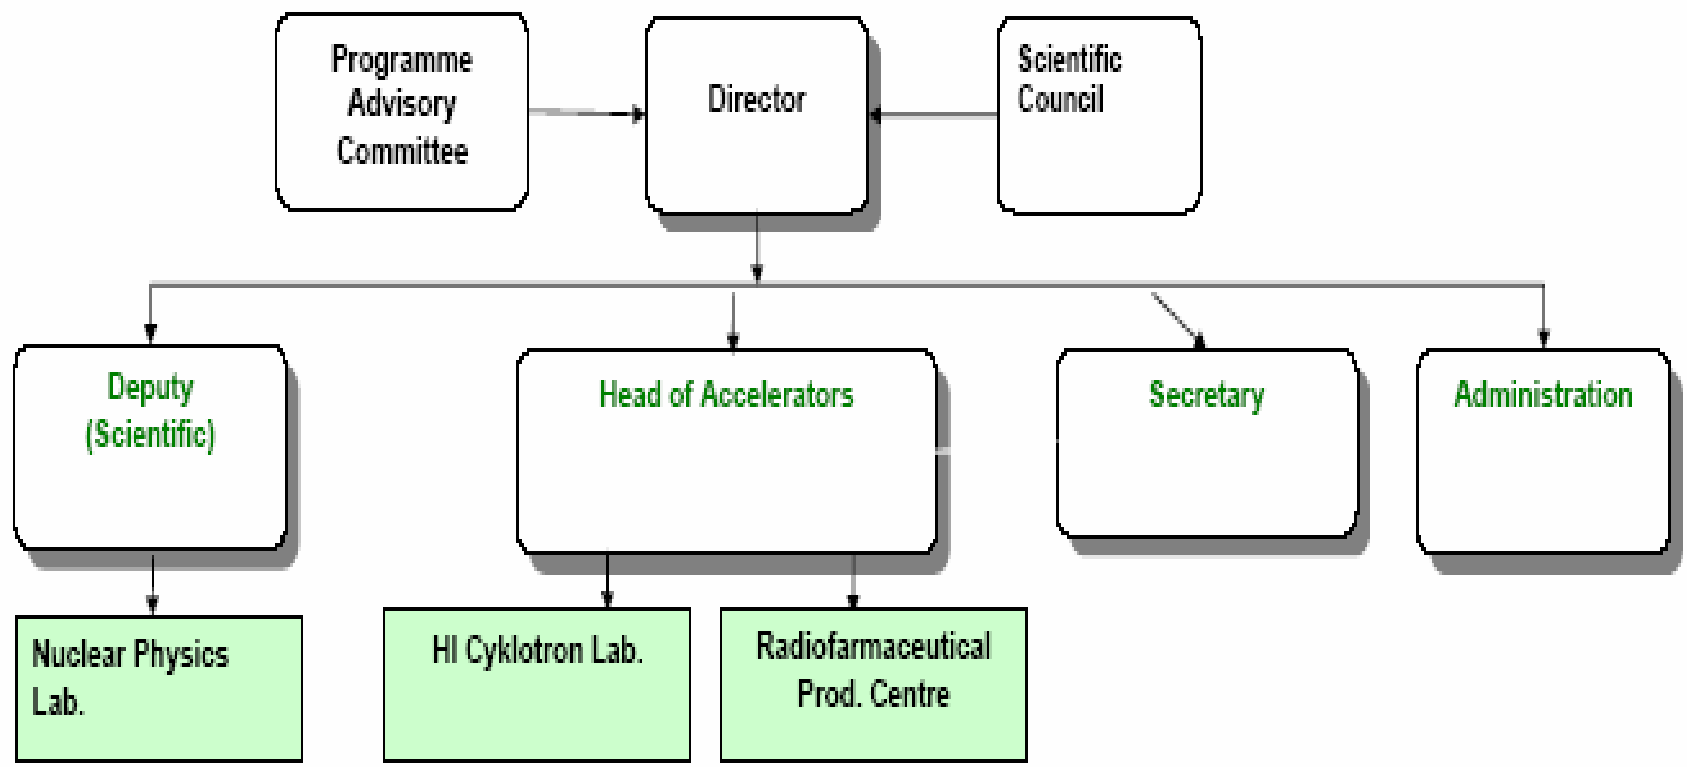 Programme
Advisory
Committee
Director
Scientific
Council
Deputy
(Scientific)
Head of Accelerators
Secretary
Administration
Nuclear Physics
Lab.
HI Cyklotron Lab.
Radiofarmaceutical
Prod. Centre